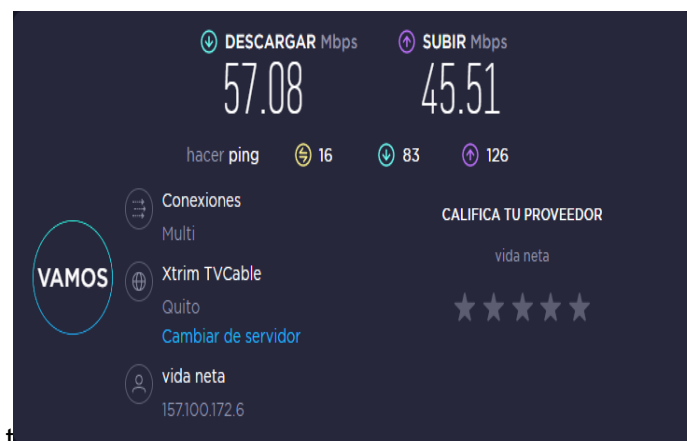 DESCARGAR Mbps
SUBIR Mbps
57.08
45.51
hacer ping 16 83 126
Conexiones
Multi
CALIFICA TU PROVEEDOR
vida neta
VAMOS
Xtrim TVCable
Quito
Cambiar de servidor
vida neta
157.100.172.6